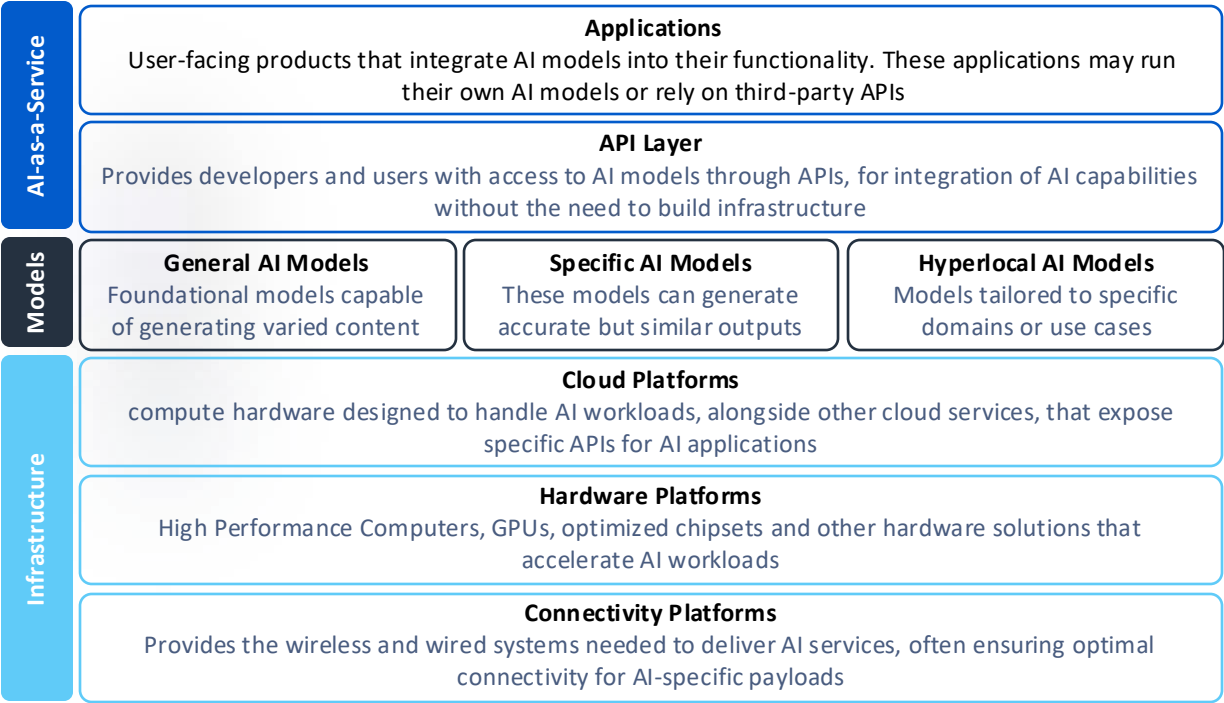 AI-as-a-Service
Applications
User-facing products that integrate AI models into their functionality. These applications may run
their own AI models or rely on third-party APIs
API Layer
Provides developers and users with access to AI models through APIs, for integration of AI capabilities
without the need to build infrastructure
Models
General AI Models
Foundational models capable
of generating varied content
Specific AI Models
These models can generate
accurate but similar outputs
Hyperlocal AI Models
Models tailored to specific
domains or use cases
Infrastructure
Cloud Platforms
compute hardware designed to handle AI workloads, alongside other cloud services, that expose
specific APIs for AI applications
Hardware Platforms
High Performance Computers, GPUs, optimized chipsets and other hardware solutions that
accelerate AI workloads
Connectivity Platforms
Provides the wireless and wired systems needed to deliver AI services, often ensuring optimal
connectivity for AI-specific payloads